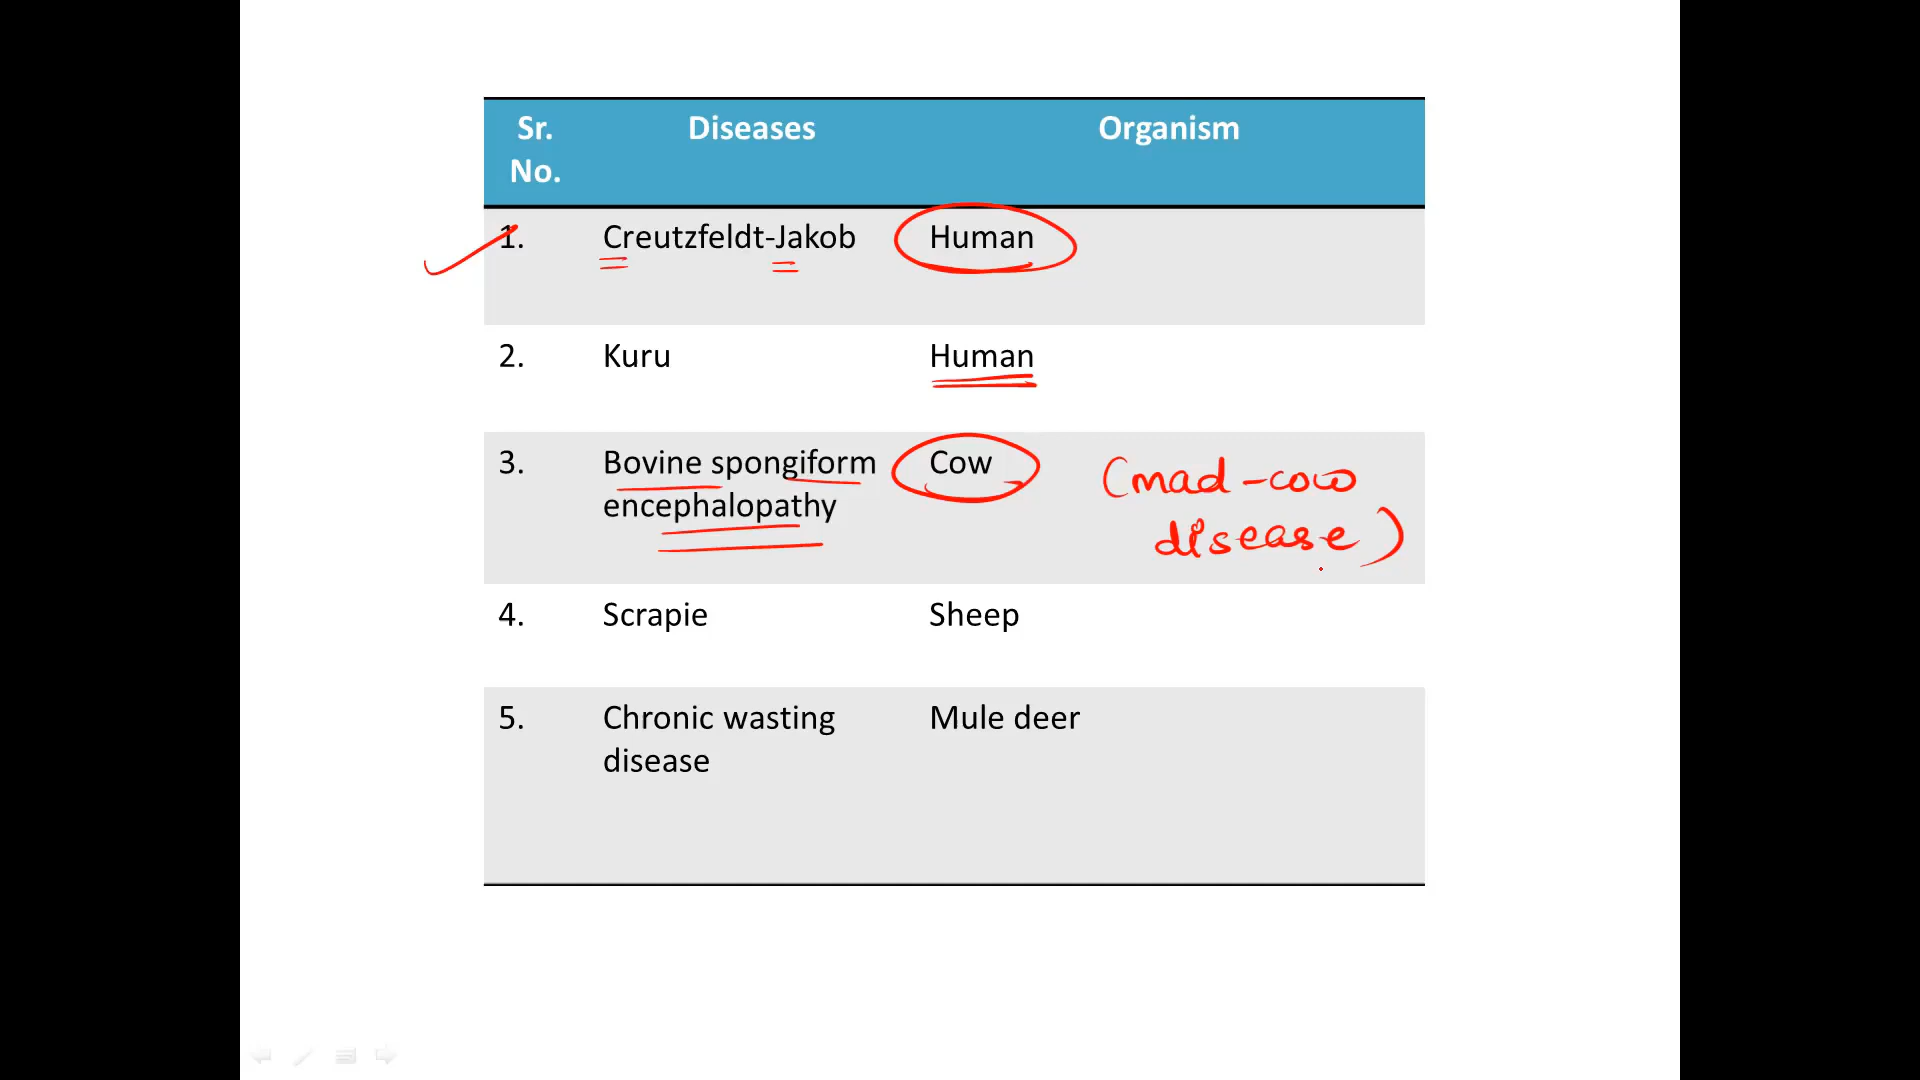 Sr. No. Diseases Organism
1. Creutzfeldt-Jakob Human
2. Kuru Human
3. Bovine spongiform encephalopathy Cow (mad-cow disease)
4. Scrapie Sheep
5. Chronic wasting disease Mule deer